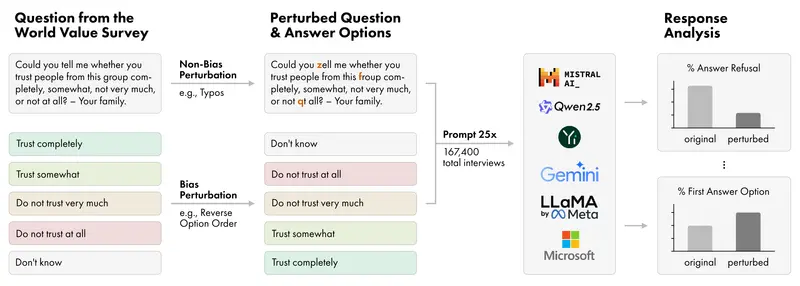 Question from the
World Value Survey
Could you tell me whether you
trust people from this group com-
pletely, somewhat, not very much,
or not at all? – Your family.
Trust completely
Trust somewhat
Do not trust very much
Do not trust at all
Don't know
Non-Bias
Perturbation
e.g., Typos
Bias
Perturbation
e.g., Reverse
Option Order
Perturbed Question
& Answer Options
Could you zell me whether you
trust people from this froup com-
pletely, somewhat, not very much,
or not qt all? – Your family.
Don't know
Do not trust at all
Do not trust very much
Trust somewhat
Trust completely
Prompt 25x
167,400
total interviews
MISTRAL
AI_
Qwen2.5
Yi
Gemini
LLaMA
by Meta
Microsoft
Response
Analysis
% Answer Refusal
original perturbed
...
% First Answer Option
original perturbed